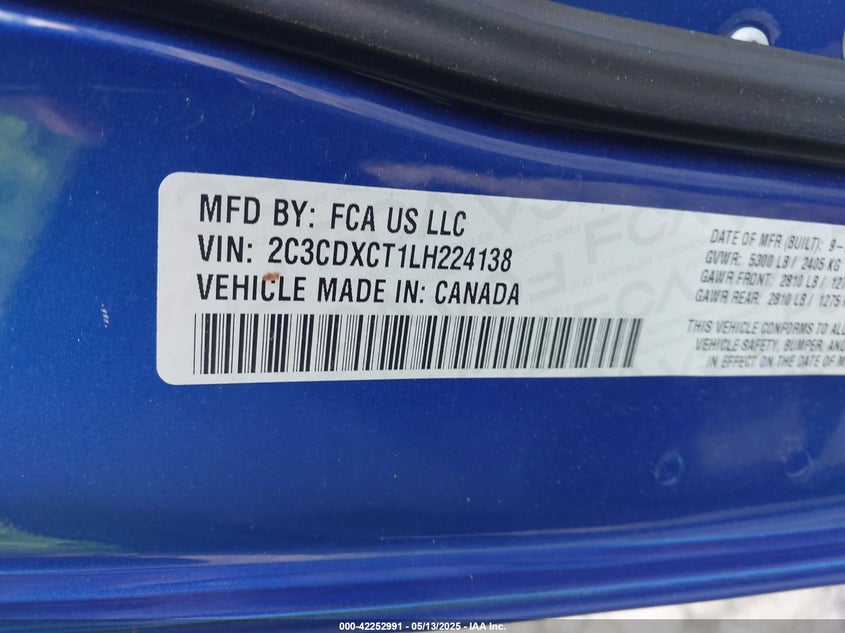 MFD BY: FCA US LLC
VIN: 2C3CDXCT1LH224138
VEHICLE MADE IN: CANADA
DATE OF MFR (BUILT): 9-
GVWR: 5300 LB / 2405 KG
GAWR FRONT: 2810 LB / 127
GAWR REAR: 2810 LB / 1275
THIS VEHICLE CONFORMS TO
VEHICLE SAFETY, BUMPER, AND
IN EFFECT ON THE DATE OF M
000-42252991 - 05/13/2025 - IAA Inc.